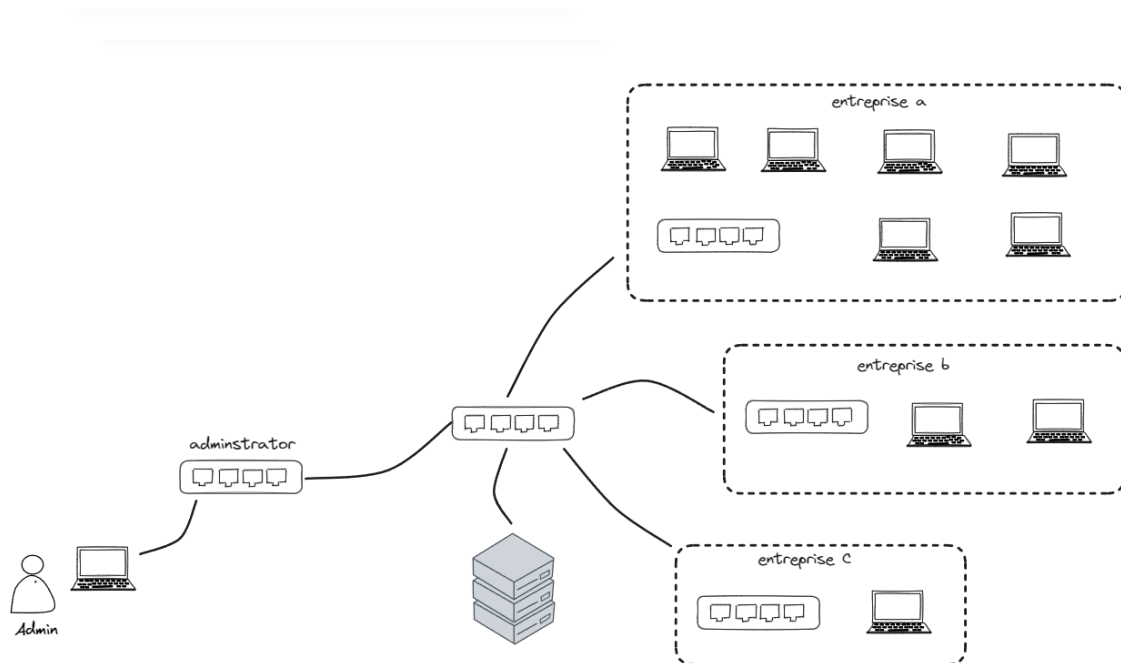 entreprise a
entreprise b
adminstrator
entreprise C
Admin